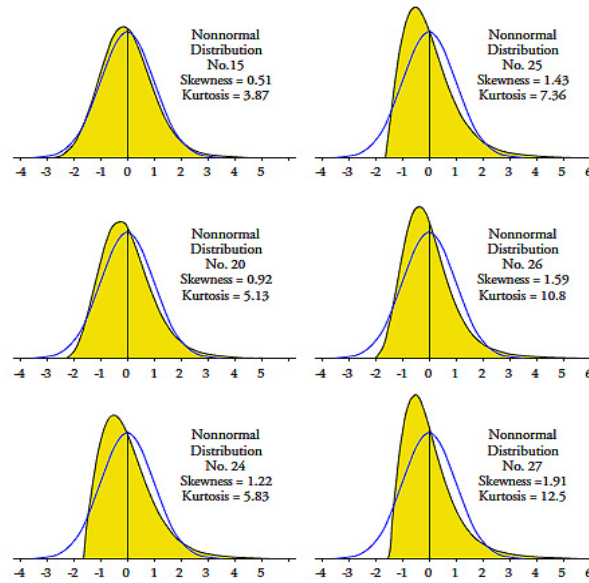 Nonnormal
Distribution
No.15
Skewness = 0.51
Kurtosis = 3.87
-4 -3 -2 -1 0 1 2 3 4 5
Nonnormal
Distribution
No. 25
Skewness = 1.43
Kurtosis = 7.36
-4 -3 -2 -1 0 1 2 3 4 5 6
Nonnormal
Distribution
No. 20
Skewness = 0.92
Kurtosis = 5.13
-4 -3 -2 -1 0 1 2 3 4 5
Nonnormal
Distribution
No. 26
Skewness = 1.59
Kurtosis = 10.8
-4 -3 -2 -1 0 1 2 3 4 5 6
Nonnormal
Distribution
No. 24
Skewness = 1.22
Kurtosis = 5.83
-4 -3 -2 -1 0 1 2 3 4 5
Nonnormal
Distribution
No. 27
Skewness =1.91
Kurtosis = 12.5
-4 -3 -2 -1 0 1 2 3 4 5 6